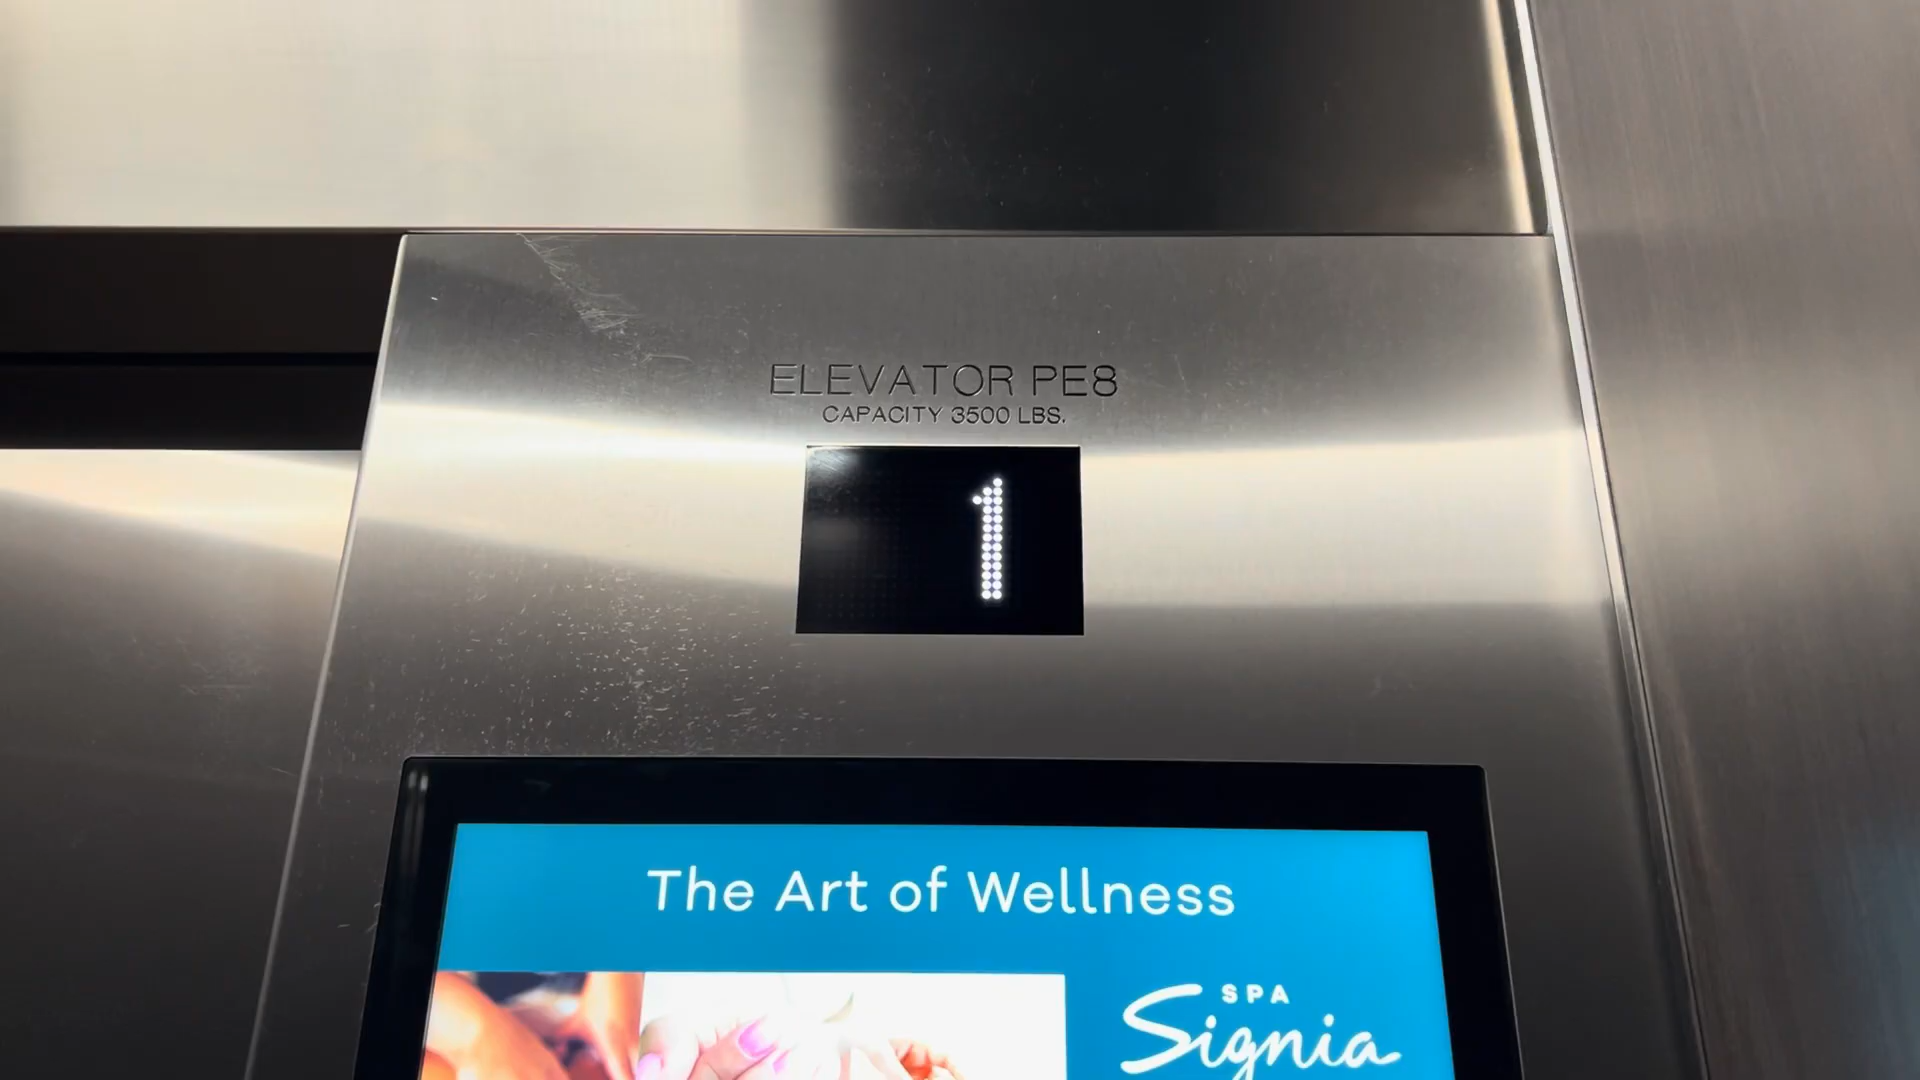 ELEVATOR PE8
CAPACITY 3500 LBS.
1
The Art of Wellness
SPA
Signia